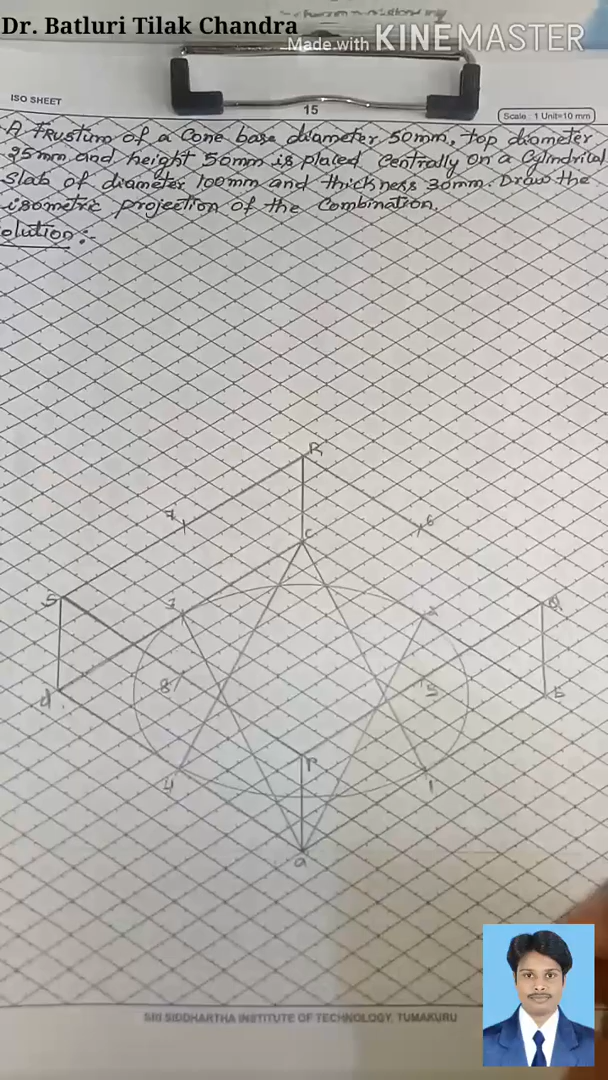 Dr. Batluri Tilak Chandra
Made with KINEMASTER
ISO SHEET
15
Scale : 1 Unit=10 mm
A Frustum of a Cone base diameter 50mm, top diameter
25mm and height 50mm is placed Centrally on a Cylindrical
Slab of diameter 100mm and thickness 30mm. Draw the
isometric projection of the Combination.
olution:-
R
7
6
C
S
3
2
Q
8
5
d
b
P
4
1
a
SRI SIDDHARTHA INSTITUTE OF TECHNOLOGY, TUMAKURU